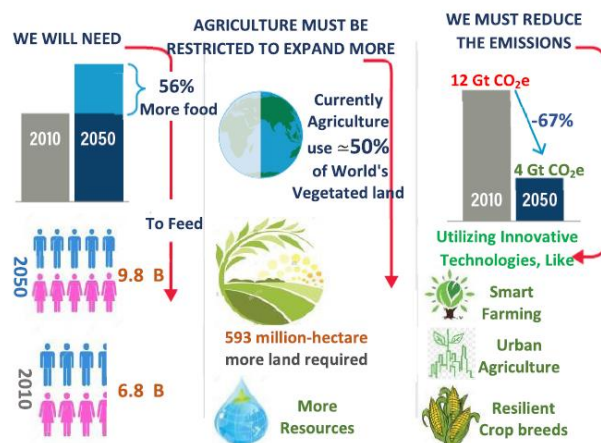 WE WILL NEED
56%
More food
2010
2050
To Feed
2050
9.8 B
2010
6.8 B
AGRICULTURE MUST BE
RESTRICTED TO EXPAND MORE
Currently
Agriculture
use ≃50%
of World's
Vegetated land
593 million-hectare
more land required
More
Resources
WE MUST REDUCE
THE EMISSIONS
12 Gt CO₂e
-67%
4 Gt CO₂e
2010
2050
Utilizing Innovative
Technologies, Like
Smart
Farming
Urban
Agriculture
Resilient
Crop breeds